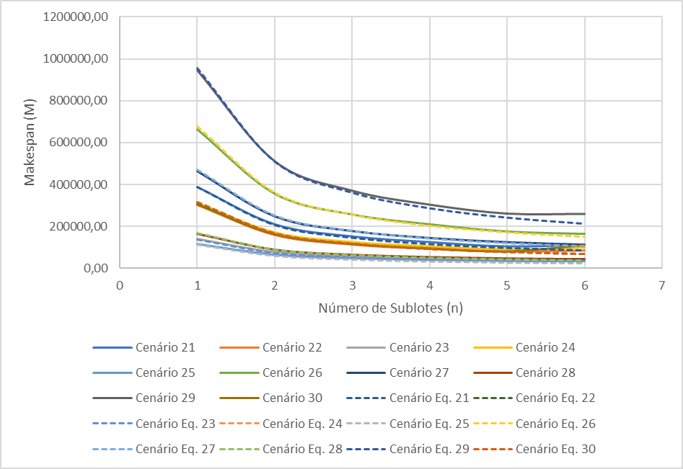 1200000,00
1000000,00
800000,00
600000,00
400000,00
200000,00
0,00
Makespan (M)
0 1 2 3 4 5 6 7
Número de Sublotes (n)
Cenário 21 Cenário 22 Cenário 23 Cenário 24
Cenário 25 Cenário 26 Cenário 27 Cenário 28
Cenário 29 Cenário 30 Cenário Eq. 21 Cenário Eq. 22
Cenário Eq. 23 Cenário Eq. 24 Cenário Eq. 25 Cenário Eq. 26
Cenário Eq. 27 Cenário Eq. 28 Cenário Eq. 29 Cenário Eq. 30